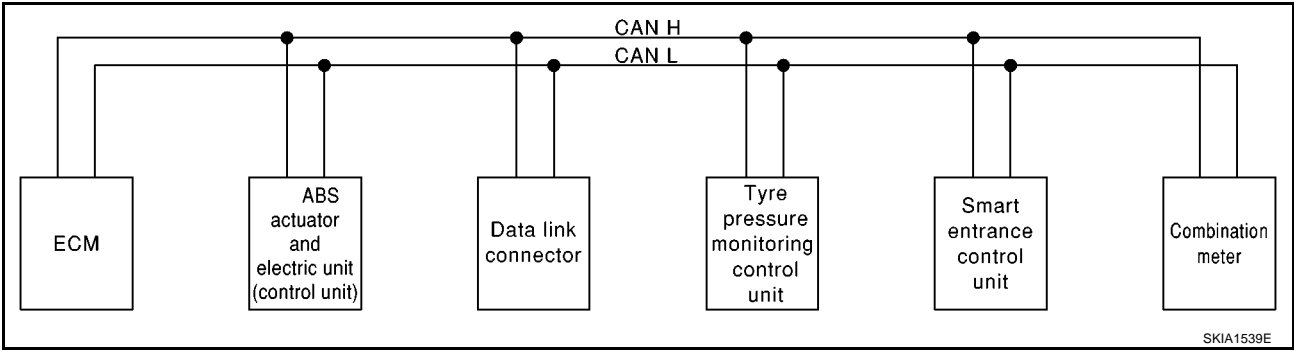 CAN H
CAN L
ECM
ABS
actuator
and
electric unit
(control unit)
Data link
connector
Tyre
pressure
monitoring
control
unit
Smart
entrance
control
unit
Combination
meter
SKIA1539E